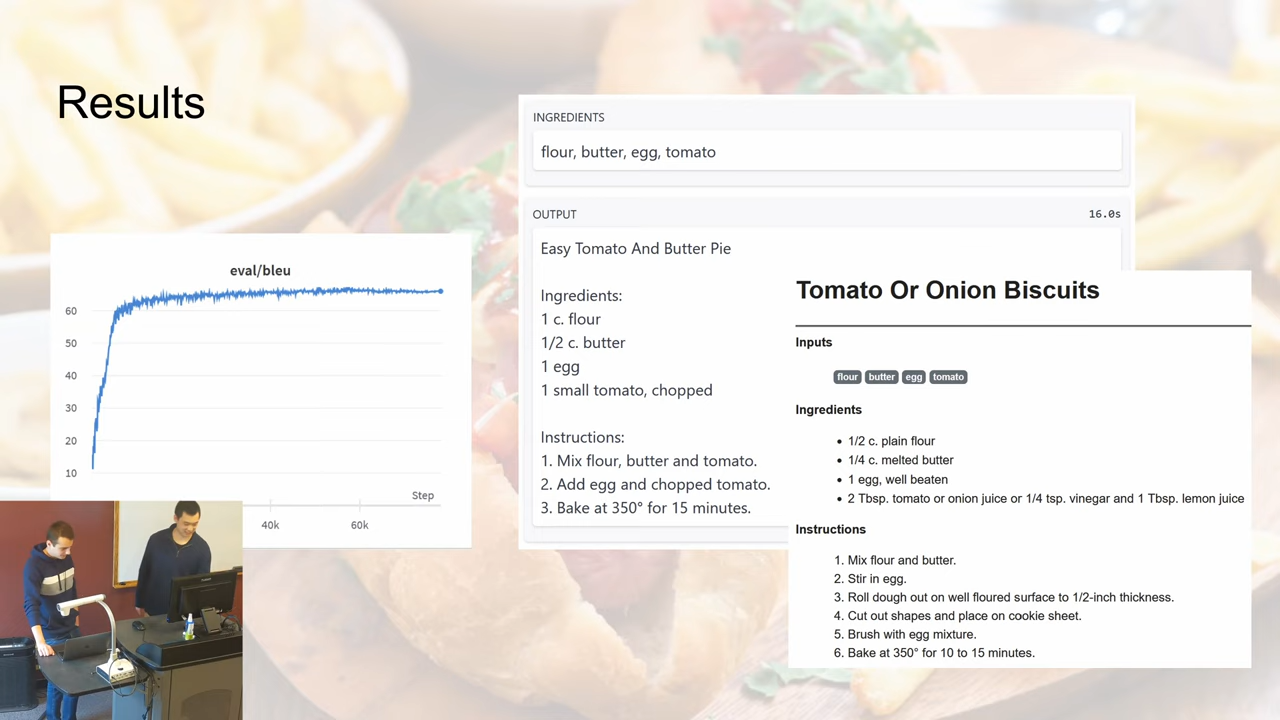 Results
eval/bleu
60
50
40
30
20
10
Step
40k
60k
INGREDIENTS
flour, butter, egg, tomato
OUTPUT
16.0s
Easy Tomato And Butter Pie
Ingredients:
1 c. flour
1/2 c. butter
1 egg
1 small tomato, chopped
Instructions:
1. Mix flour, butter and tomato.
2. Add egg and chopped tomato.
3. Bake at 350° for 15 minutes.
Tomato Or Onion Biscuits
Inputs
flour butter egg tomato
Ingredients
• 1/2 c. plain flour
• 1/4 c. melted butter
• 1 egg, well beaten
• 2 Tbsp. tomato or onion juice or 1/4 tsp. vinegar and 1 Tbsp. lemon juice
Instructions
1. Mix flour and butter.
2. Stir in egg.
3. Roll dough out on well floured surface to 1/2-inch thickness.
4. Cut out shapes and place on cookie sheet.
5. Brush with egg mixture.
6. Bake at 350° for 10 to 15 minutes.